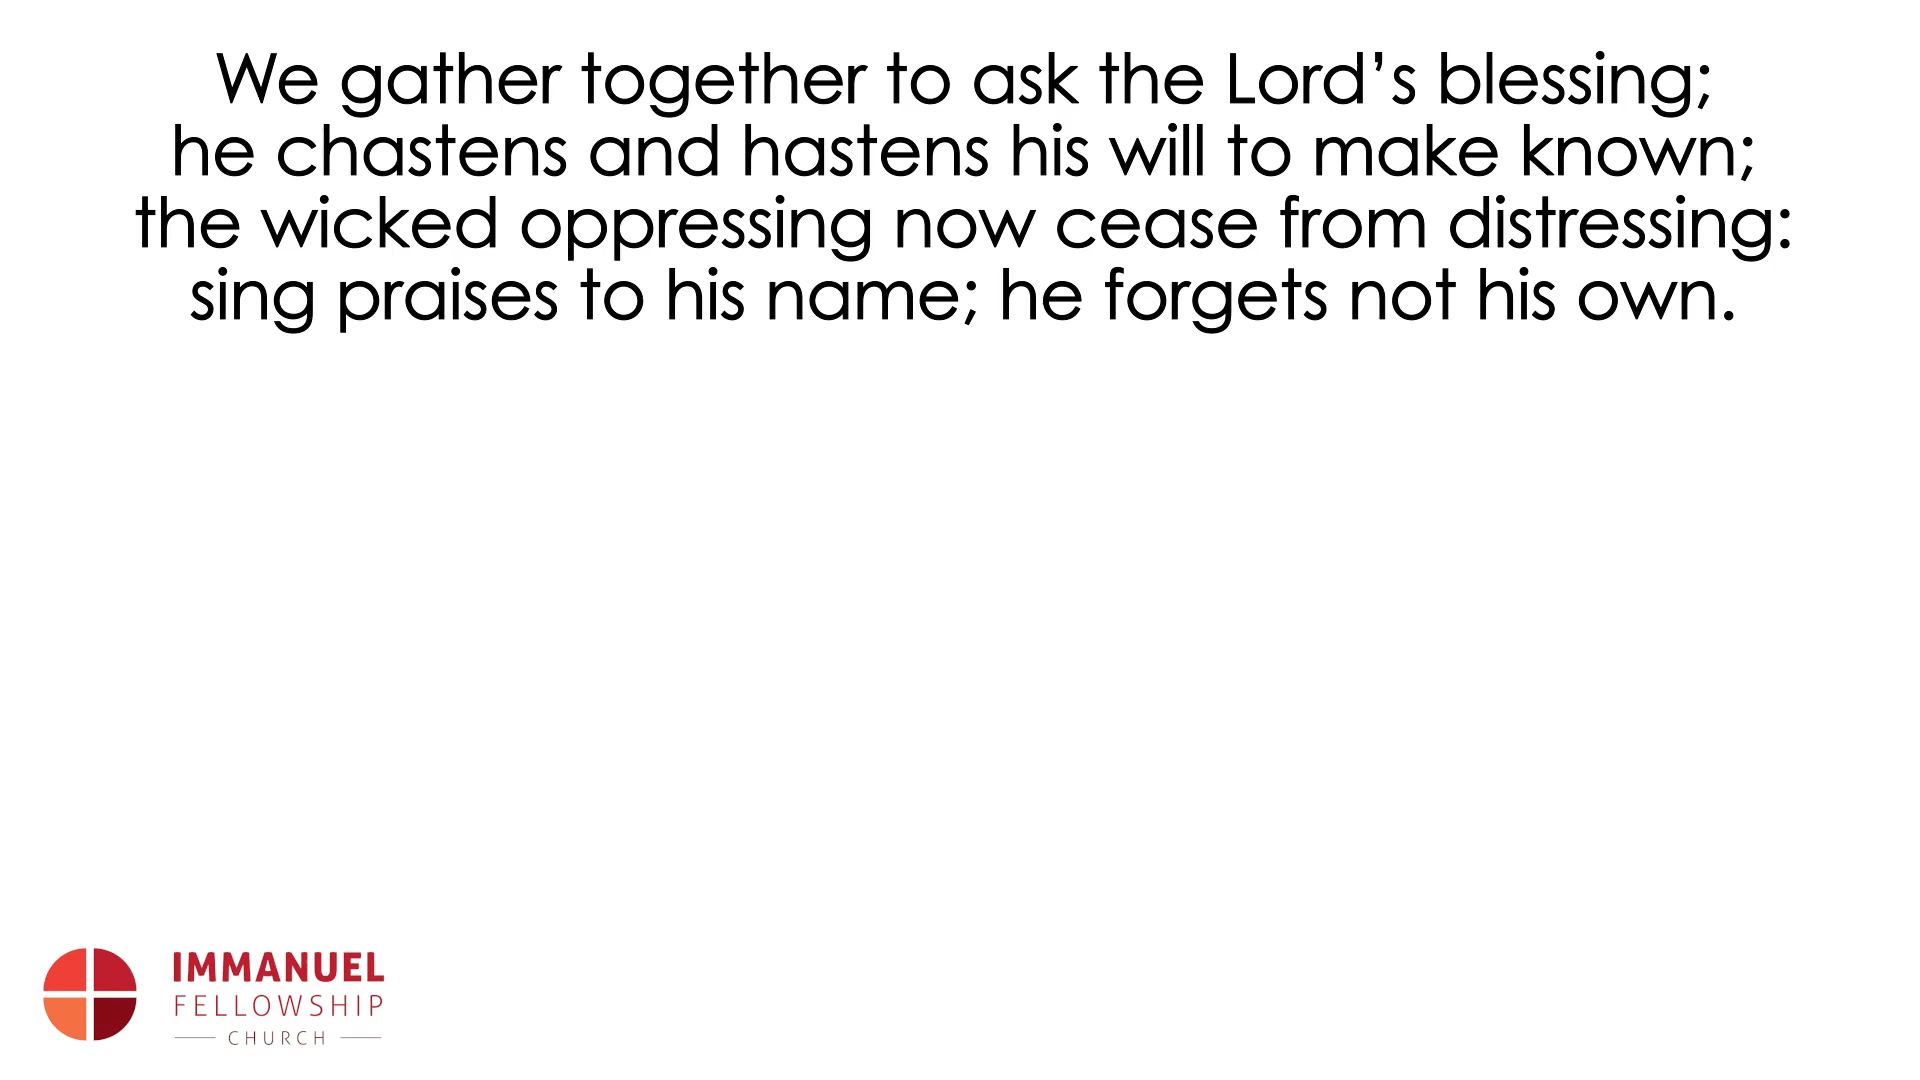 We gather together to ask the Lord’s blessing;
he chastens and hastens his will to make known;
the wicked oppressing now cease from distressing:
sing praises to his name; he forgets not his own.
IMMANUEL
FELLOWSHIP
CHURCH